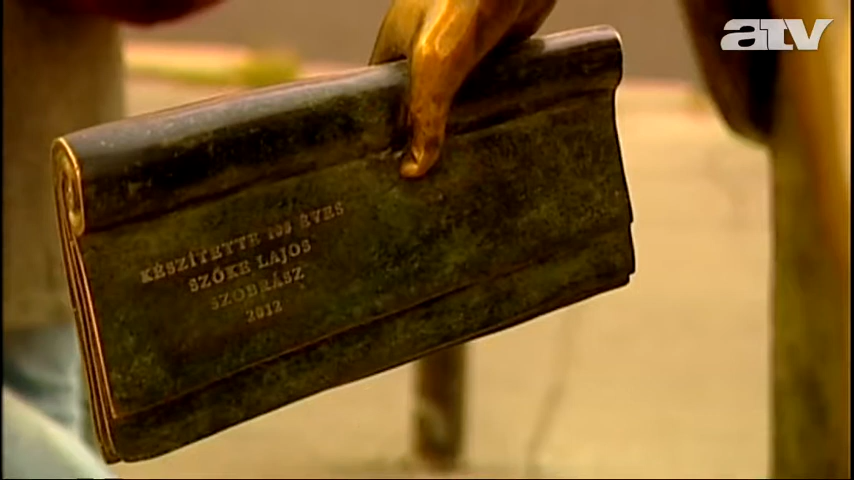 atv
KÉSZÍTETTE 100 ÉVES
SZŐKE LAJOS
SZOBRÁSZ
2012